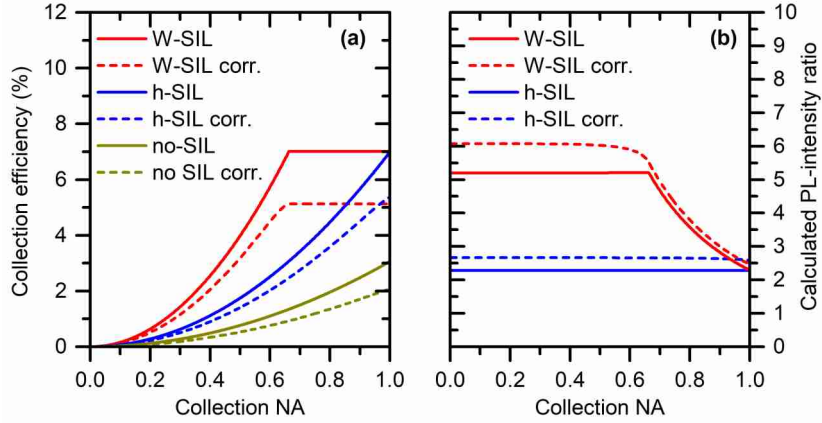 12
10
8
6
4
2
0
Collection efficiency (%)
W-SIL
W-SIL corr.
h-SIL
h-SIL corr.
no-SIL
no SIL corr.
(a)
0.0 0.2 0.4 0.6 0.8 1.0
Collection NA
W-SIL
W-SIL corr.
h-SIL
h-SIL corr.
(b)
0.0 0.2 0.4 0.6 0.8 1.0
Collection NA
10
9
8
7
6
5
4
3
2
1
0
Calculated PL-intensity ratio